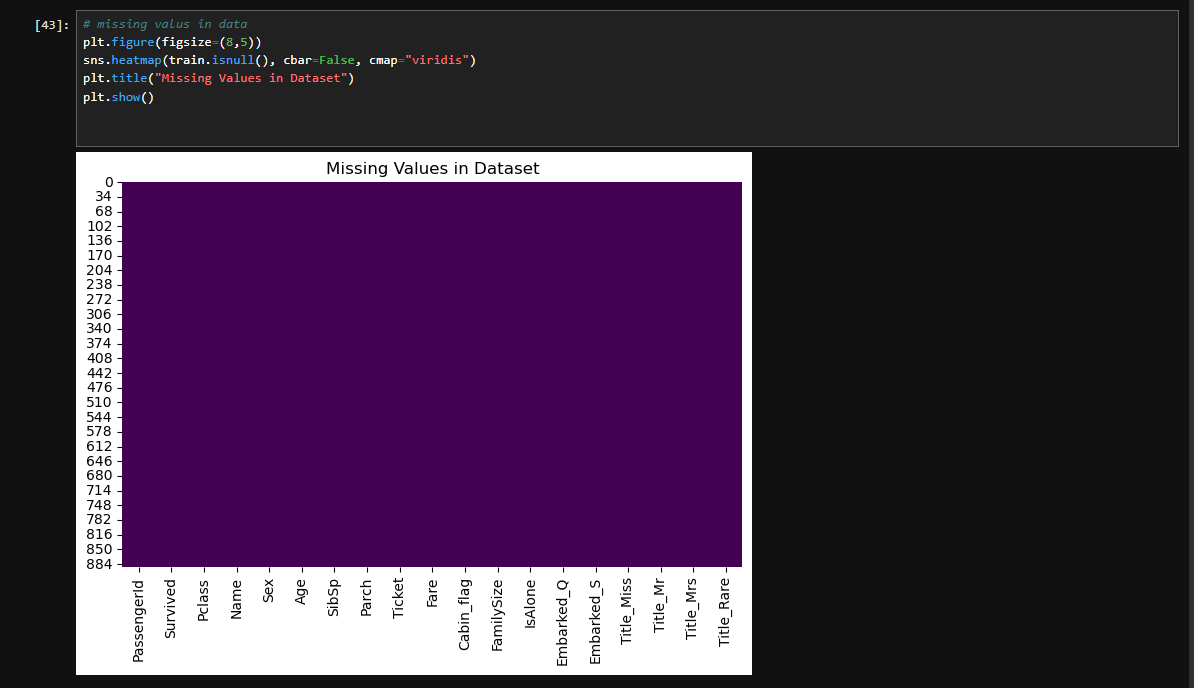 [43]: # missing valus in data
plt.figure(figsize=(8,5))
sns.heatmap(train.isnull(), cbar=False, cmap="viridis")
plt.title("Missing Values in Dataset")
plt.show()
Missing Values in Dataset
0
34
68
102
136
170
204
238
272
306
340
374
408
442
476
510
544
578
612
646
680
714
748
782
816
850
884
PassengerId
Survived
Pclass
Name
Sex
Age
SibSp
Parch
Ticket
Fare
Cabin_flag
FamilySize
IsAlone
Embarked_Q
Embarked_S
Title_Miss
Title_Mr
Title_Mrs
Title_Rare